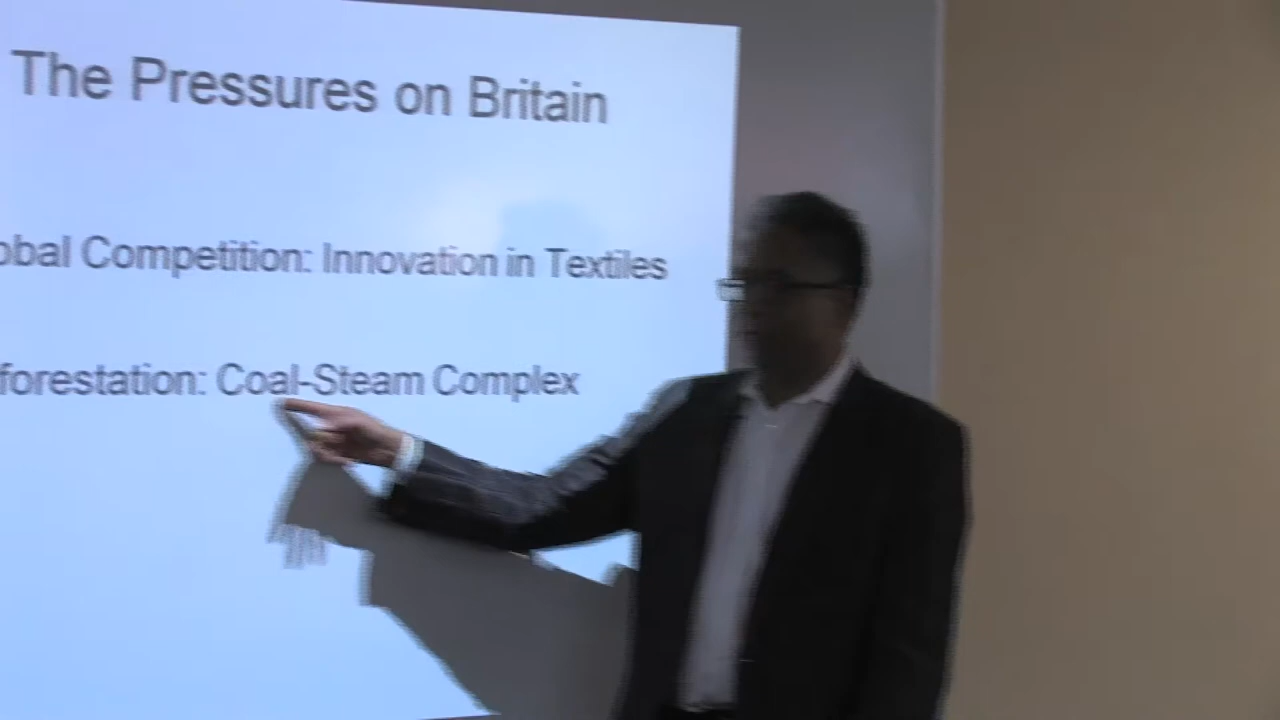 The Pressures on Britain
obal Competition: Innovation in Textiles
forestation: Coal-Steam Complex